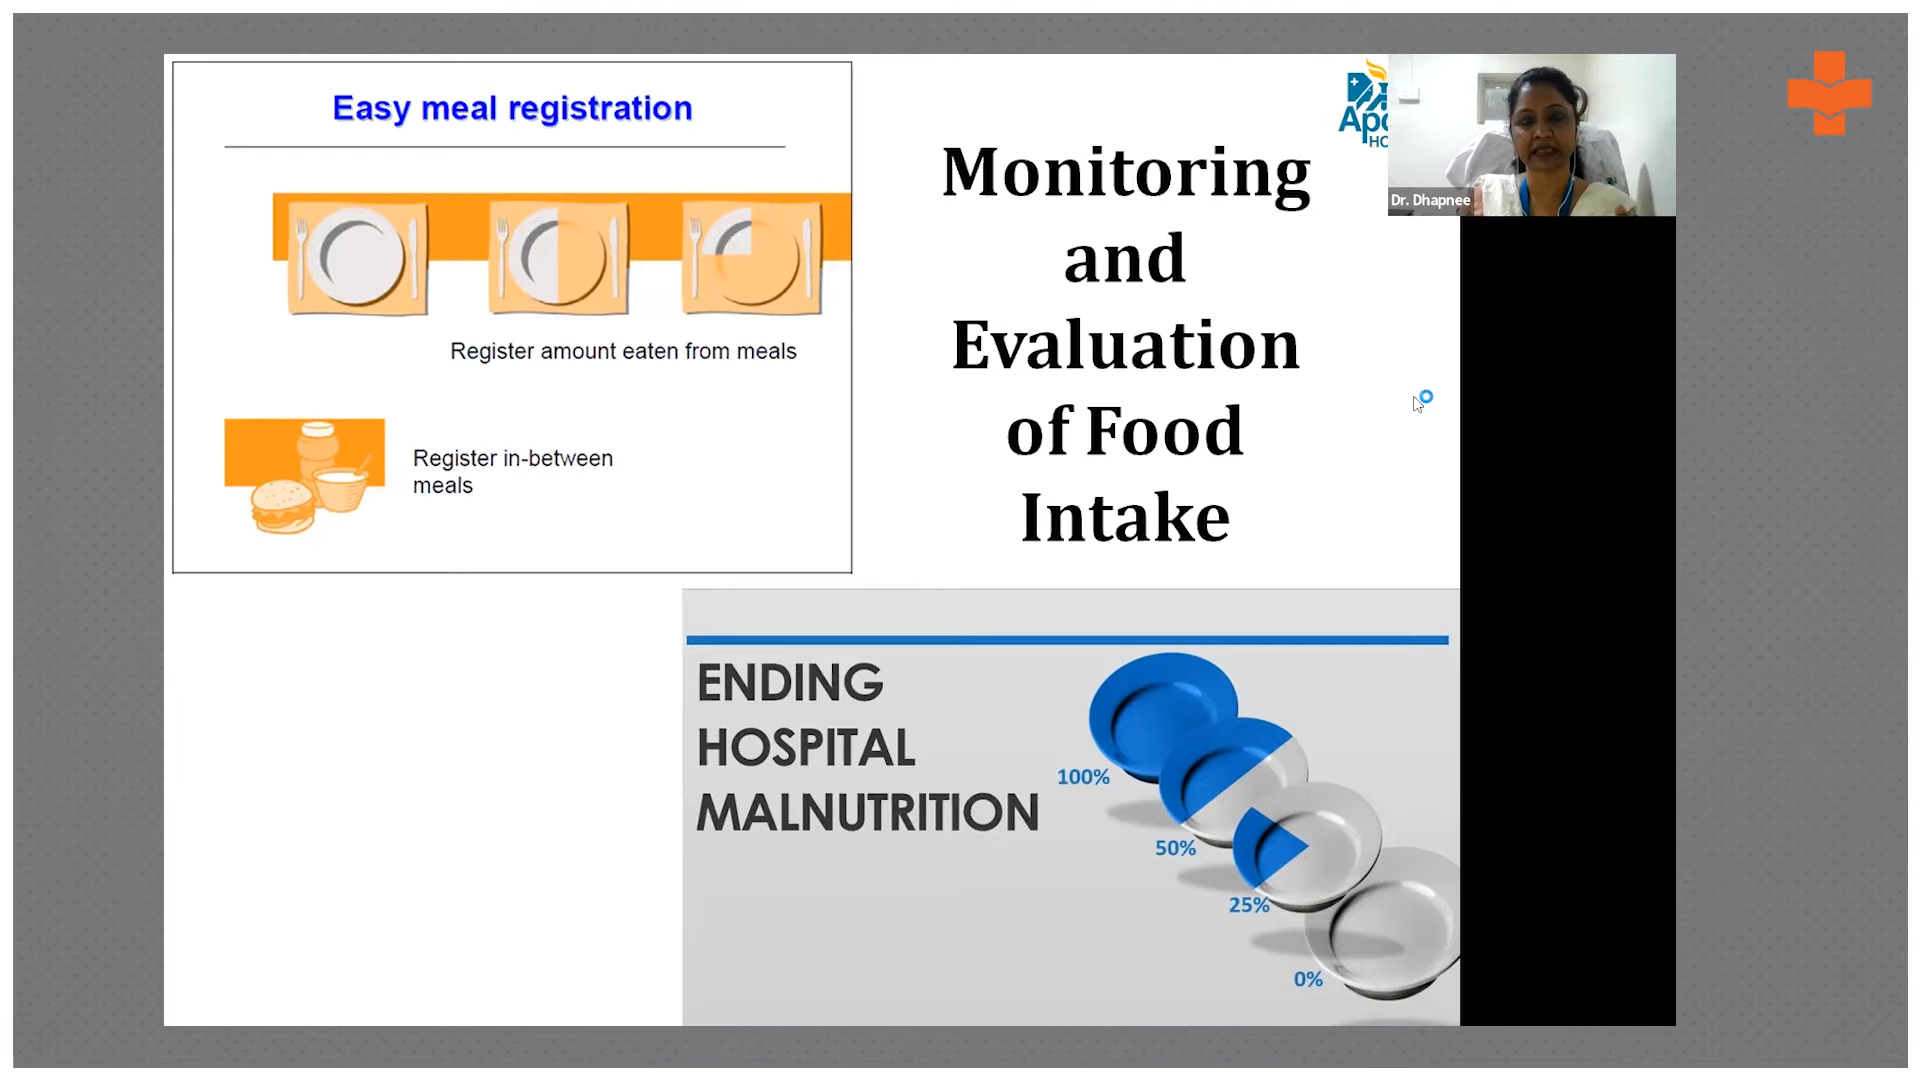 Easy meal registration
Register amount eaten from meals
Register in-between
meals
Monitoring
and
Evaluation
of Food
Intake
Dr. Dhapnee
ENDING
HOSPITAL
MALNUTRITION
100%
50%
25%
0%